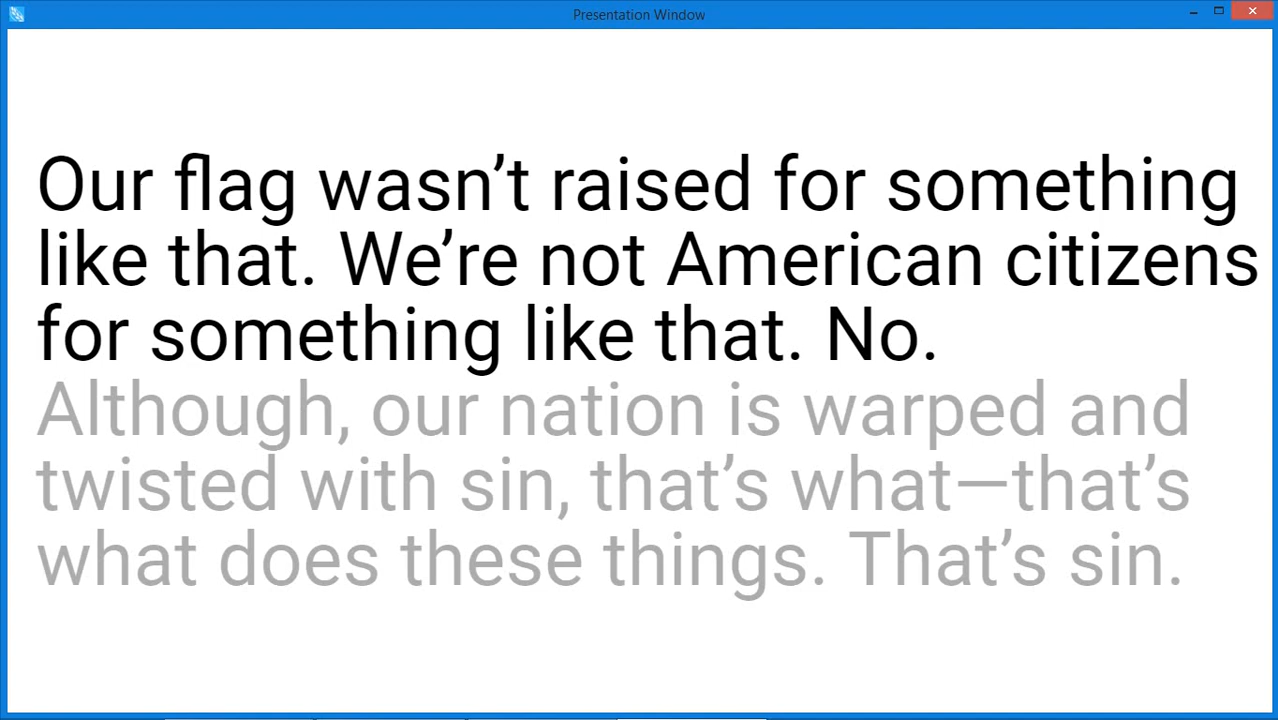 Presentation Window
Our flag wasn’t raised for something
like that. We’re not American citizens
for something like that. No.
Although, our nation is warped and
twisted with sin, that’s what—that’s
what does these things. That’s sin.